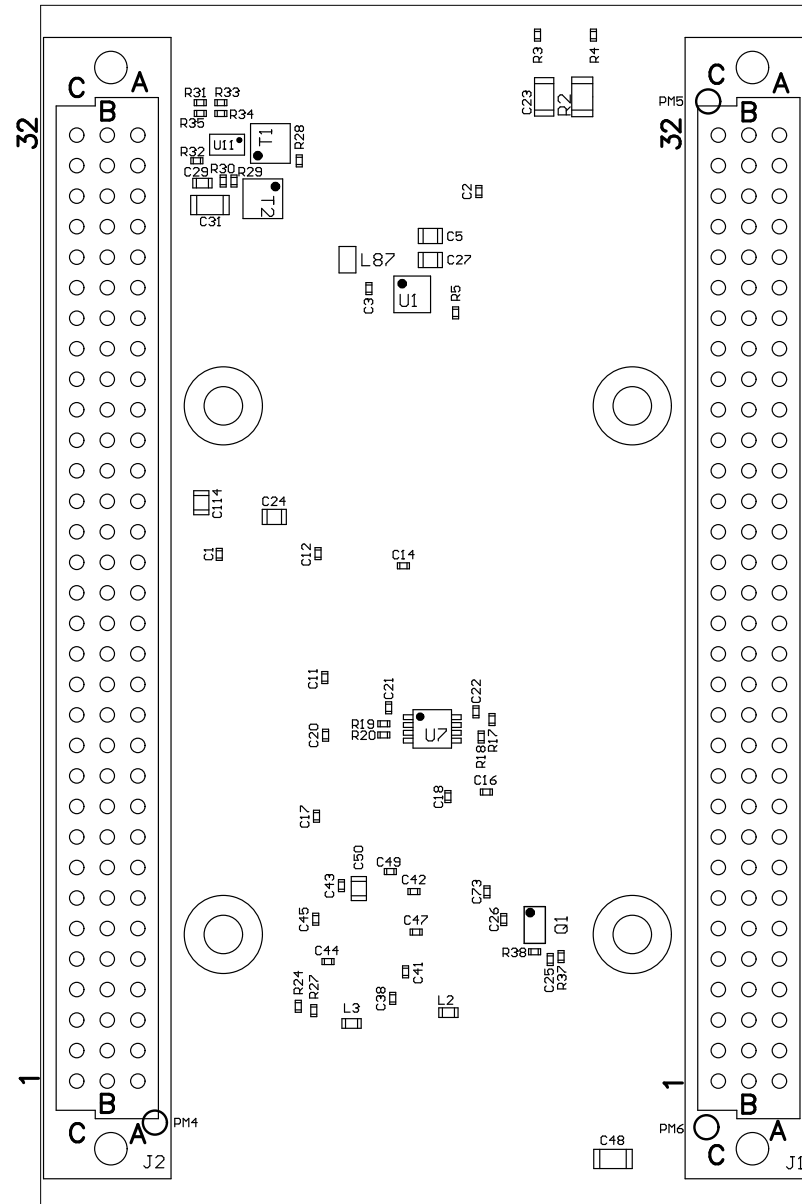 R3
R4
C
A
B
32
R31
R33
R35
R34
U11
T1
R28
R32
C29
R30
R29
C31
T2
C23
R2
PM5
C
A
B
32
C2
C5
L87
C27
C3
U1
R5
C114
C24
C1
C12
C14
C11
C21
C22
R19
R20
U7
R18
R17
C20
C18
C16
C17
C49
C50
C43
C42
C73
C45
C47
C26
Q1
C44
R38
C25
R37
C41
R24
R27
C38
L3
L2
1
B
C
A
PM4
J2
1
B
A
PM6
C
C48
J1